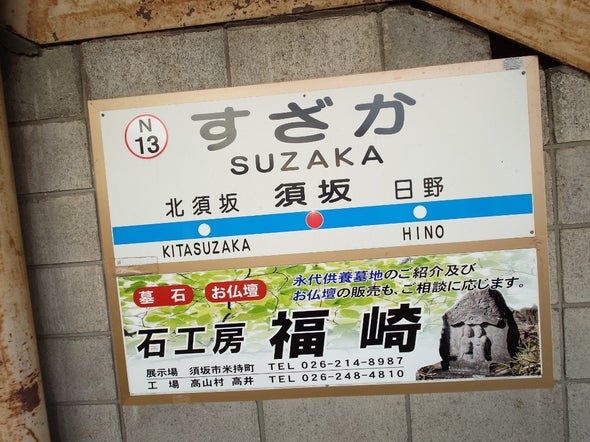 N
13
すざか
SUZAKA
北須坂 須坂 日野
KITASUZAKA HINO
墓石 お仏壇
永代供養墓地のご紹介及び
お仏壇の販売も、ご相談に応じます。
石工房 福崎
展示場 須坂市米持町 TEL 026-214-8987
工場 高山村 高井 TEL 026-248-4810